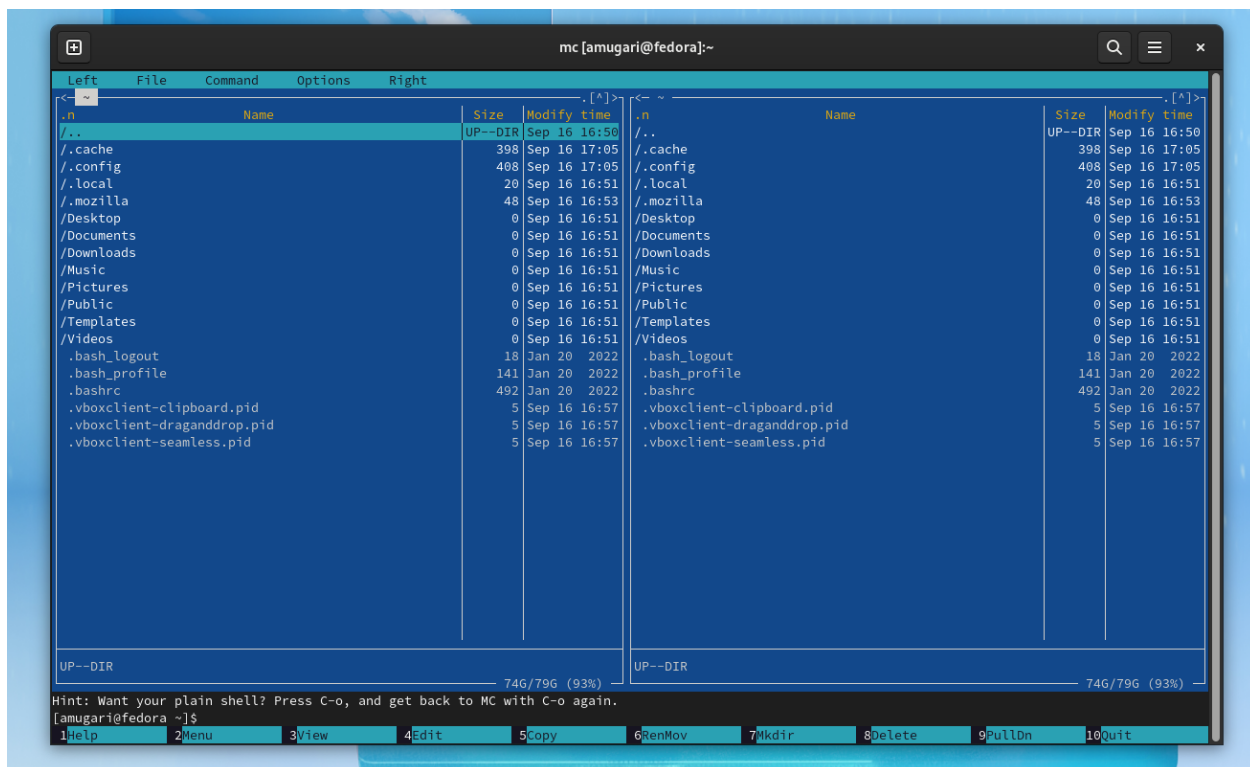 mc [amugari@fedora]:~
Left File Command Options Right
<- ~ .[^]> <- ~ .[^]>
.n Name Size Modify time .n Name Size Modify time
/.. UP--DIR Sep 16 16:50 /.. UP--DIR Sep 16 16:50
/.cache 398 Sep 16 17:05 /.cache 398 Sep 16 17:05
/.config 408 Sep 16 17:05 /.config 408 Sep 16 17:05
/.local 20 Sep 16 16:51 /.local 20 Sep 16 16:51
/.mozilla 48 Sep 16 16:53 /.mozilla 48 Sep 16 16:53
/Desktop 0 Sep 16 16:51 /Desktop 0 Sep 16 16:51
/Documents 0 Sep 16 16:51 /Documents 0 Sep 16 16:51
/Downloads 0 Sep 16 16:51 /Downloads 0 Sep 16 16:51
/Music 0 Sep 16 16:51 /Music 0 Sep 16 16:51
/Pictures 0 Sep 16 16:51 /Pictures 0 Sep 16 16:51
/Public 0 Sep 16 16:51 /Public 0 Sep 16 16:51
/Templates 0 Sep 16 16:51 /Templates 0 Sep 16 16:51
/Videos 0 Sep 16 16:51 /Videos 0 Sep 16 16:51
.bash_logout 18 Jan 20 2022 .bash_logout 18 Jan 20 2022
.bash_profile 141 Jan 20 2022 .bash_profile 141 Jan 20 2022
.bashrc 492 Jan 20 2022 .bashrc 492 Jan 20 2022
.vboxclient-clipboard.pid 5 Sep 16 16:57 .vboxclient-clipboard.pid 5 Sep 16 16:57
.vboxclient-draganddrop.pid 5 Sep 16 16:57 .vboxclient-draganddrop.pid 5 Sep 16 16:57
.vboxclient-seamless.pid 5 Sep 16 16:57 .vboxclient-seamless.pid 5 Sep 16 16:57
UP--DIR UP--DIR
74G/79G (93%) 74G/79G (93%)
Hint: Want your plain shell? Press C-o, and get back to MC with C-o again.
[amugari@fedora ~]$
1Help 2Menu 3View 4Edit 5Copy 6RenMov 7Mkdir 8Delete 9PullDn 10Quit